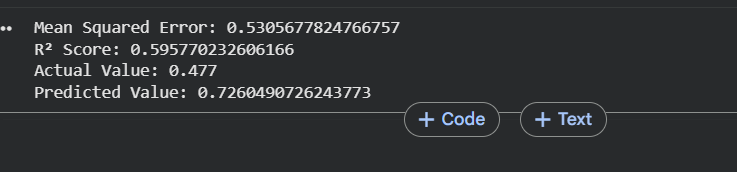 Mean Squared Error: 0.5305677824766757
R² Score: 0.595770232606166
Actual Value: 0.477
Predicted Value: 0.7260490726243773
+ Code + Text